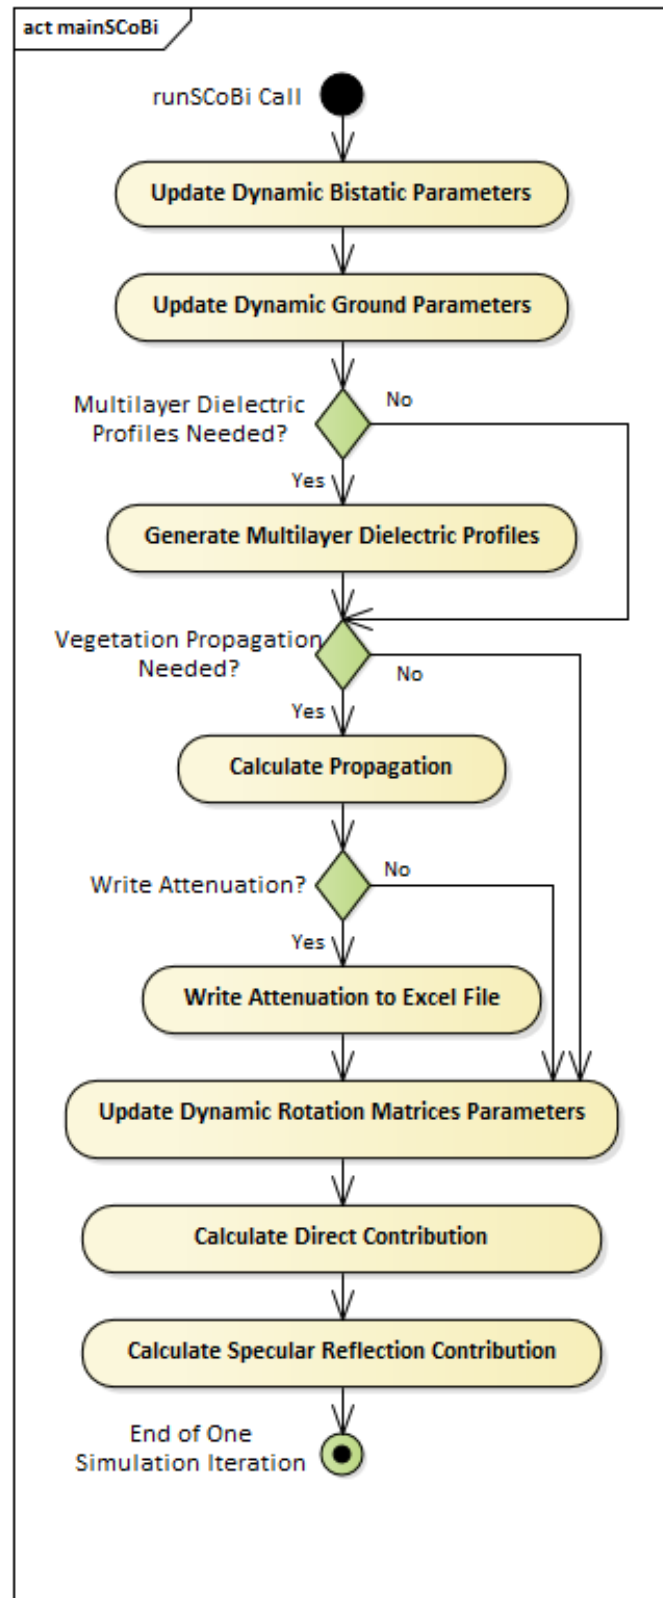 act mainSCoBi
runSCoBi Call
Update Dynamic Bistatic Parameters
Update Dynamic Ground Parameters
Multilayer Dielectric
Profiles Needed?
No
Yes
Generate Multilayer Dielectric Profiles
Vegetation Propagation
Needed?
No
Yes
Calculate Propagation
Write Attenuation?
No
Yes
Write Attenuation to Excel File
Update Dynamic Rotation Matrices Parameters
Calculate Direct Contribution
Calculate Specular Reflection Contribution
End of One
Simulation Iteration